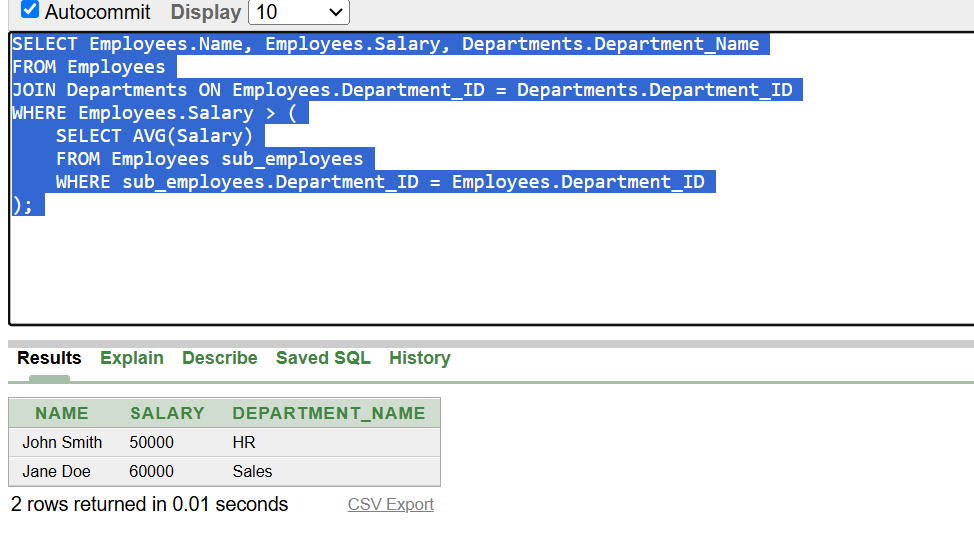 Autocommit Display 10
SELECT Employees.Name, Employees.Salary, Departments.Department_Name
FROM Employees
JOIN Departments ON Employees.Department_ID = Departments.Department_ID
WHERE Employees.Salary > (
    SELECT AVG(Salary)
    FROM Employees sub_employees
    WHERE sub_employees.Department_ID = Employees.Department_ID
);
Results Explain Describe Saved SQL History
NAME SALARY DEPARTMENT_NAME
John Smith 50000 HR
Jane Doe 60000 Sales
2 rows returned in 0.01 seconds CSV Export